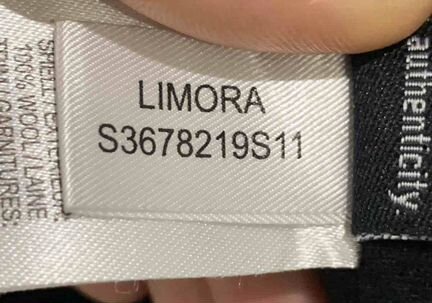 LIMORA
S3678219S11
authenticity.
100% WOOL / LAINE